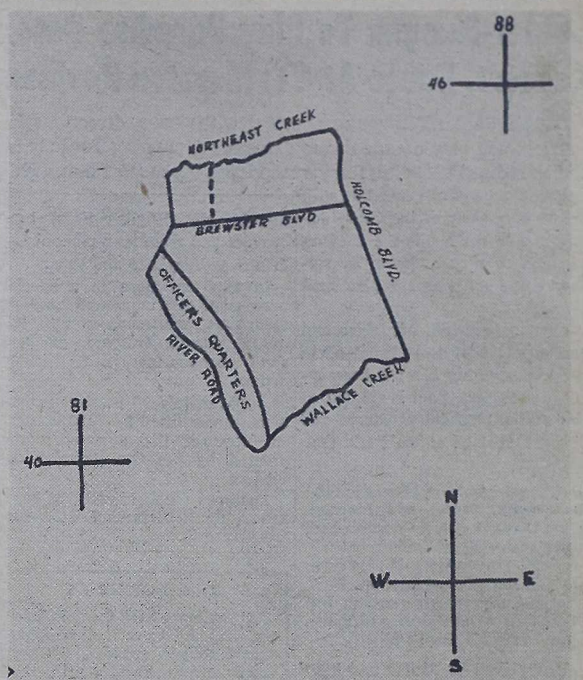 88
46
NORTHEAST CREEK
BREWSTER BLVD
HOLCOMB BLVD.
OFFICERS QUARTERS
RIVER ROAD
WALLACE CREEK
81
40
N
W E
S